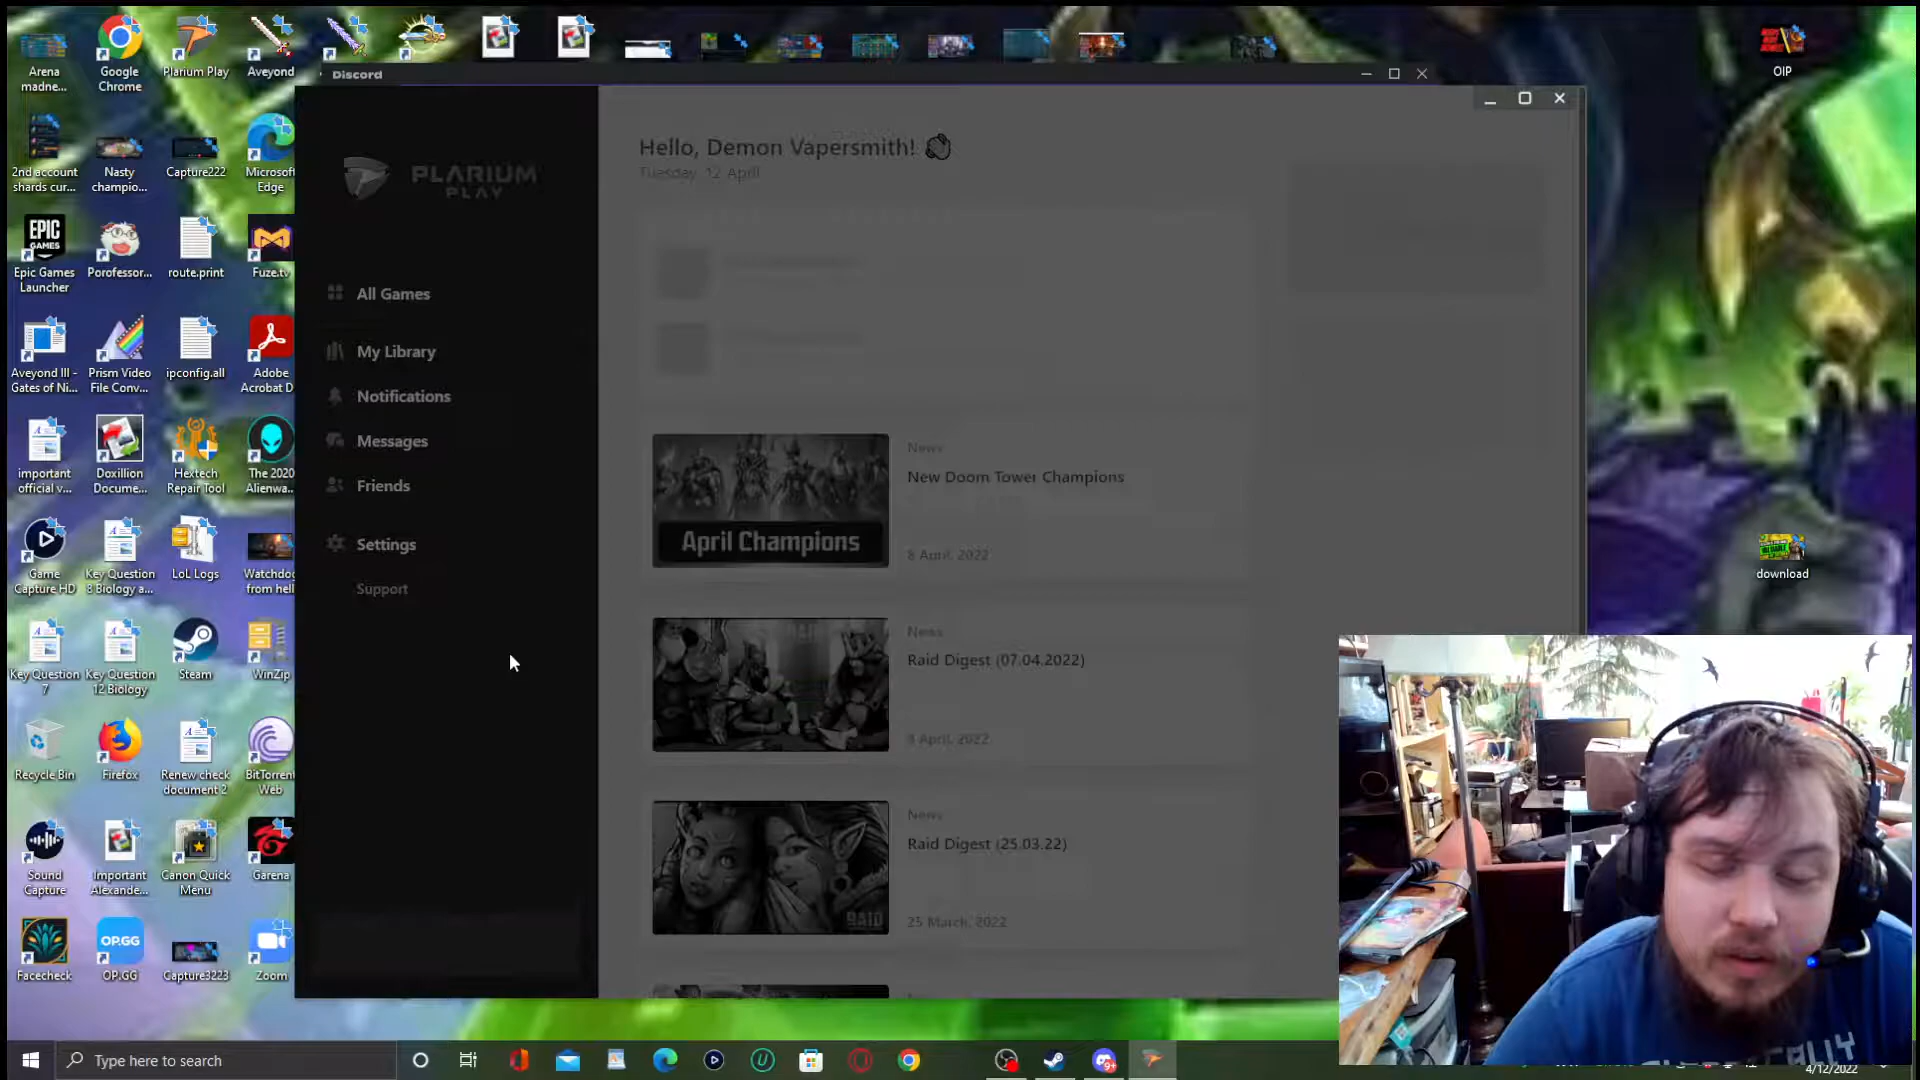 Arena madne...
Google Chrome
Plarium Play
Aveyond
Discord
OIP
Hello, Demon Vapersmith!
Tuesday, 12 April
PLARIUM
PLAY
2nd account shards cur...
Nasty champio...
Capture222
Microsoft Edge
EPIC GAMES
Epic Games Launcher
Porofessor...
route.print
Fuze.tv
All Games
My Library
Notifications
Messages
Friends
Settings
Support
Aveyond III - Gates of Ni...
Prism Video File Conv...
ipconfig.all
Adobe Acrobat D
important official v...
Doxillion Docume...
Hextech Repair Tool
The 2020 Alienwa...
News
New Doom Tower Champions
April Champions
8 April, 2022
Game Capture HD
Key Question 8 Biology a...
LoL Logs
Watchdog from hell
download
News
Raid Digest (07.04.2022)
Key Question 7
Key Question 12 Biology
Steam
WinZip
Recycle Bin
Firefox
Renew check document 2
BitTorrent Web
News
Raid Digest (25.03.22)
RAID
25 March, 2022
Sound Capture
Important Alexande...
Canon Quick Menu
Garena
Facecheck
OP.GG
OP.GG
Capture3223
Zoom
Type here to search
4/12/2022